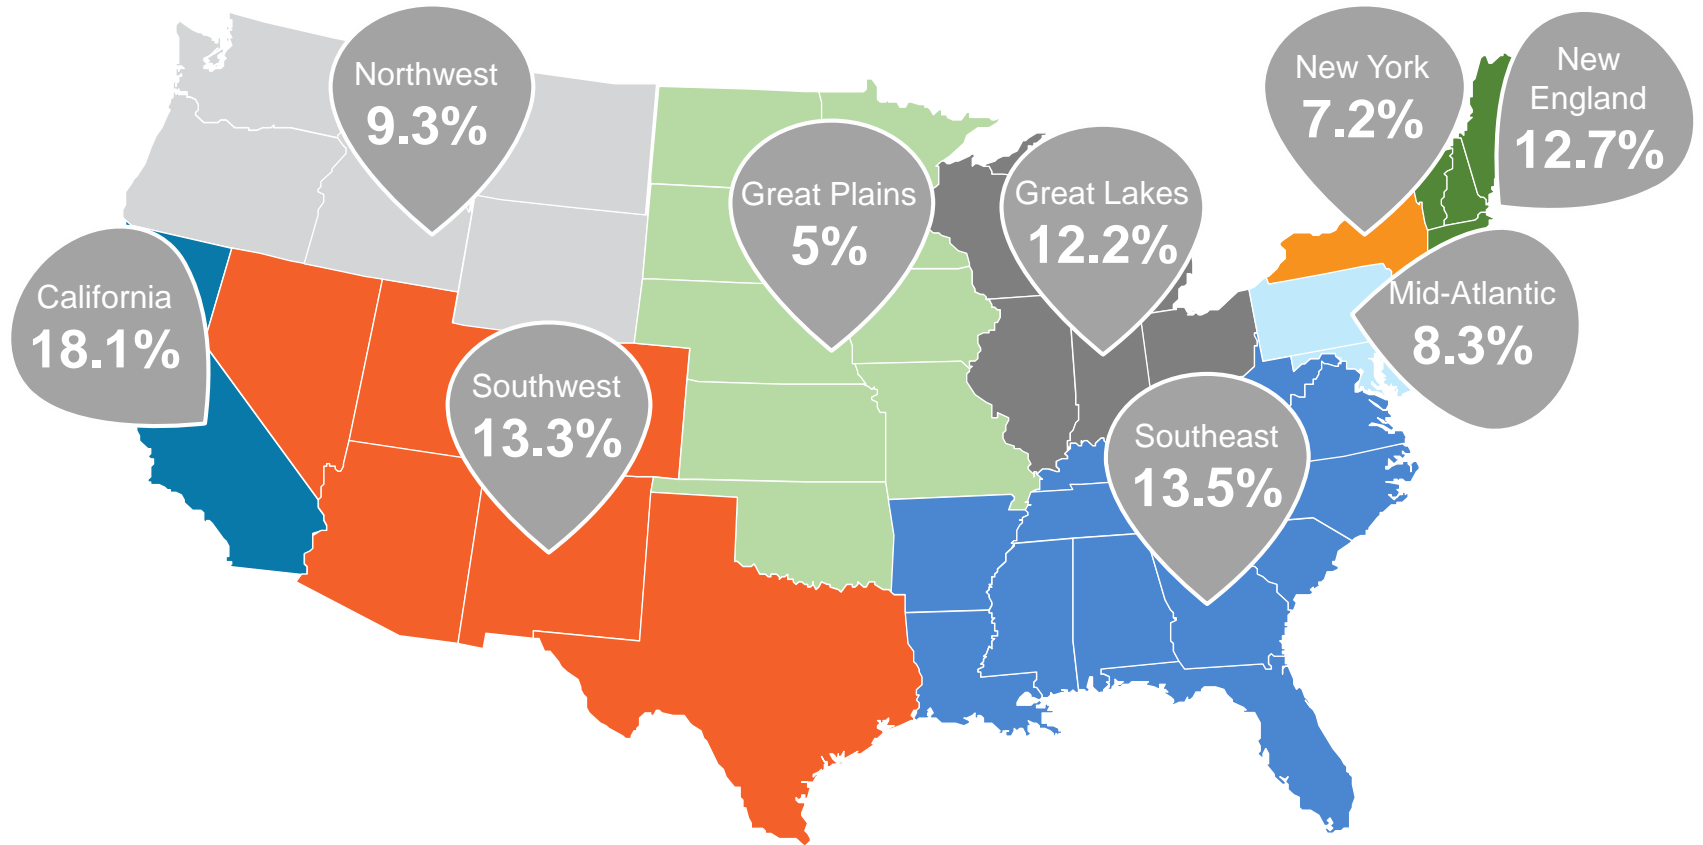 Northwest
9.3%
New York
7.2%
New
England
12.7%
Great Plains
5%
Great Lakes
12.2%
California
18.1%
Mid-Atlantic
8.3%
Southwest
13.3%
Southeast
13.5%